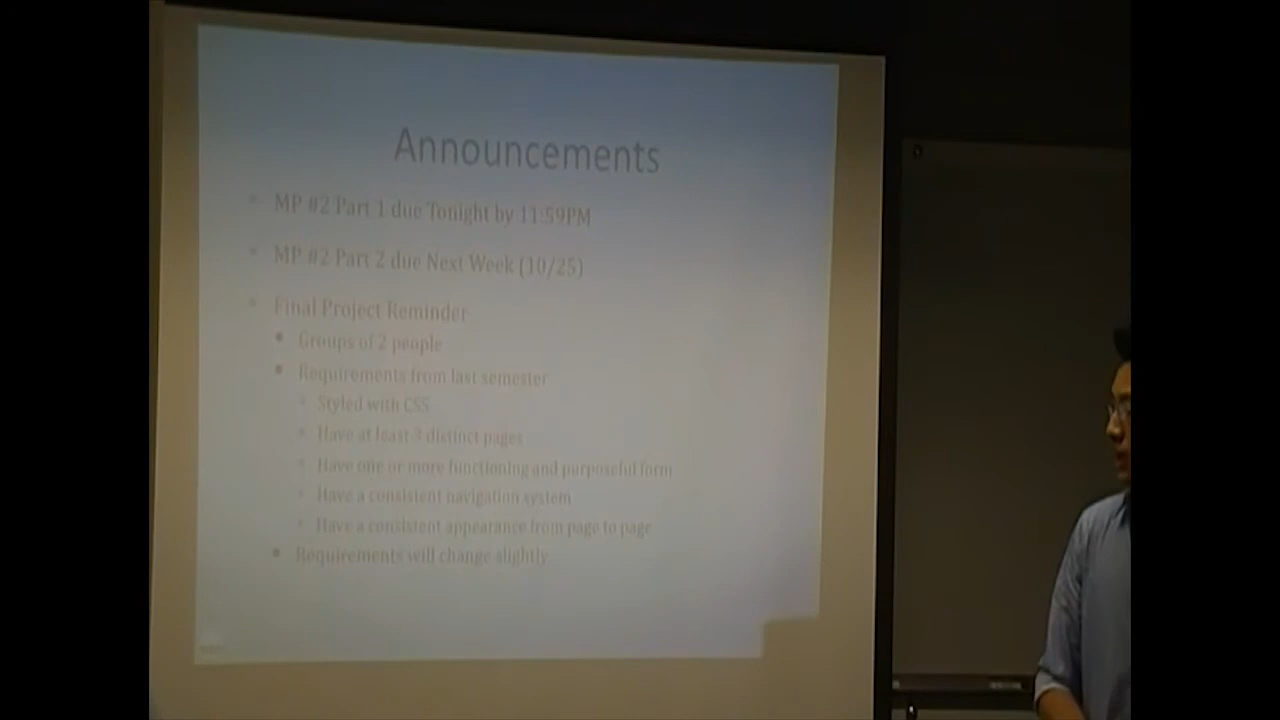 Announcements
MP #2 Part 1 due Tonight by 11:59PM
MP #2 Part 2 due Next Week (10/25)
Final Project Reminder
Groups of 2 people
Requirements from last semester
Styled with CSS
Have at least 3 distinct pages
Have one or more functioning and purposeful form
Have a consistent navigation system
Have a consistent appearance from page to page
Requirements will change slightly